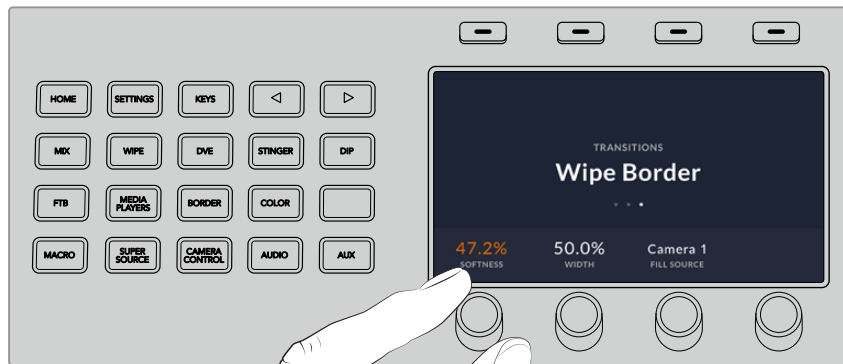 HOME SETTINGS KEYS
MIX WIPE DVE STINGER DIP
FTB MEDIA PLAYERS BORDER COLOR
MACRO SUPER SOURCE CAMERA CONTROL AUDIO AUX
TRANSITIONS
Wipe Border
47.2% 50.0% Camera 1
SOFTNESS WIDTH FILL SOURCE